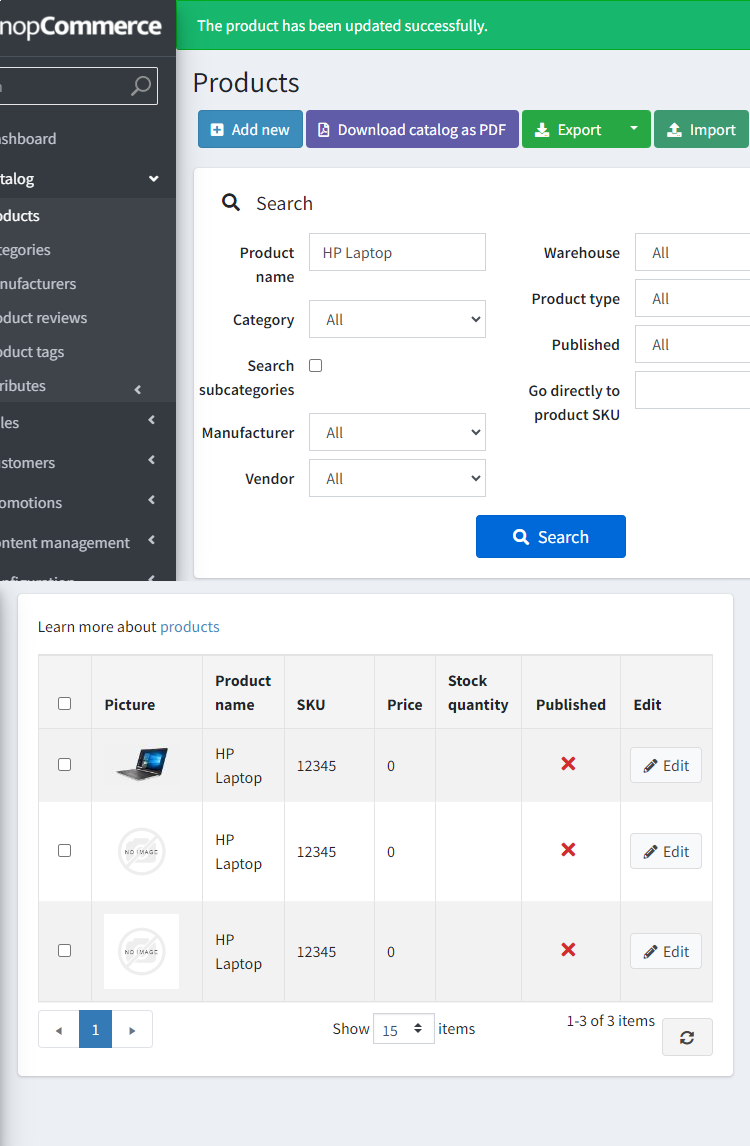 nopCommerce
The product has been updated successfully.
Products
Add new
Download catalog as PDF
Export
Import
ashboard
talog
oducts
tegories
nufacturers
oduct reviews
oduct tags
ributes
les
stomers
omotions
ntent management
Search
Product name
HP Laptop
Category
All
Search subcategories
Manufacturer
All
Vendor
All
Warehouse
All
Product type
All
Published
All
Go directly to product SKU
Search
Learn more about products
Picture
Product name
SKU
Price
Stock quantity
Published
Edit
HP Laptop
12345
0
Edit
NO IMAGE
HP Laptop
12345
0
Edit
NO IMAGE
HP Laptop
12345
0
Edit
1
Show 15 items
1-3 of 3 items